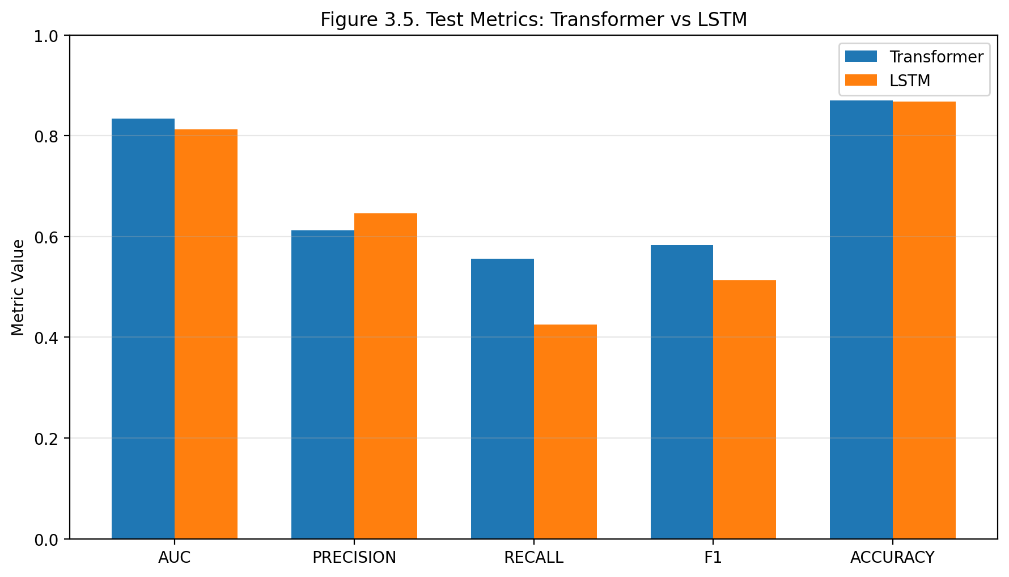 Figure 3.5. Test Metrics: Transformer vs LSTM
Transformer
LSTM
Metric Value
1.0
0.8
0.6
0.4
0.2
0.0
AUC PRECISION RECALL F1 ACCURACY